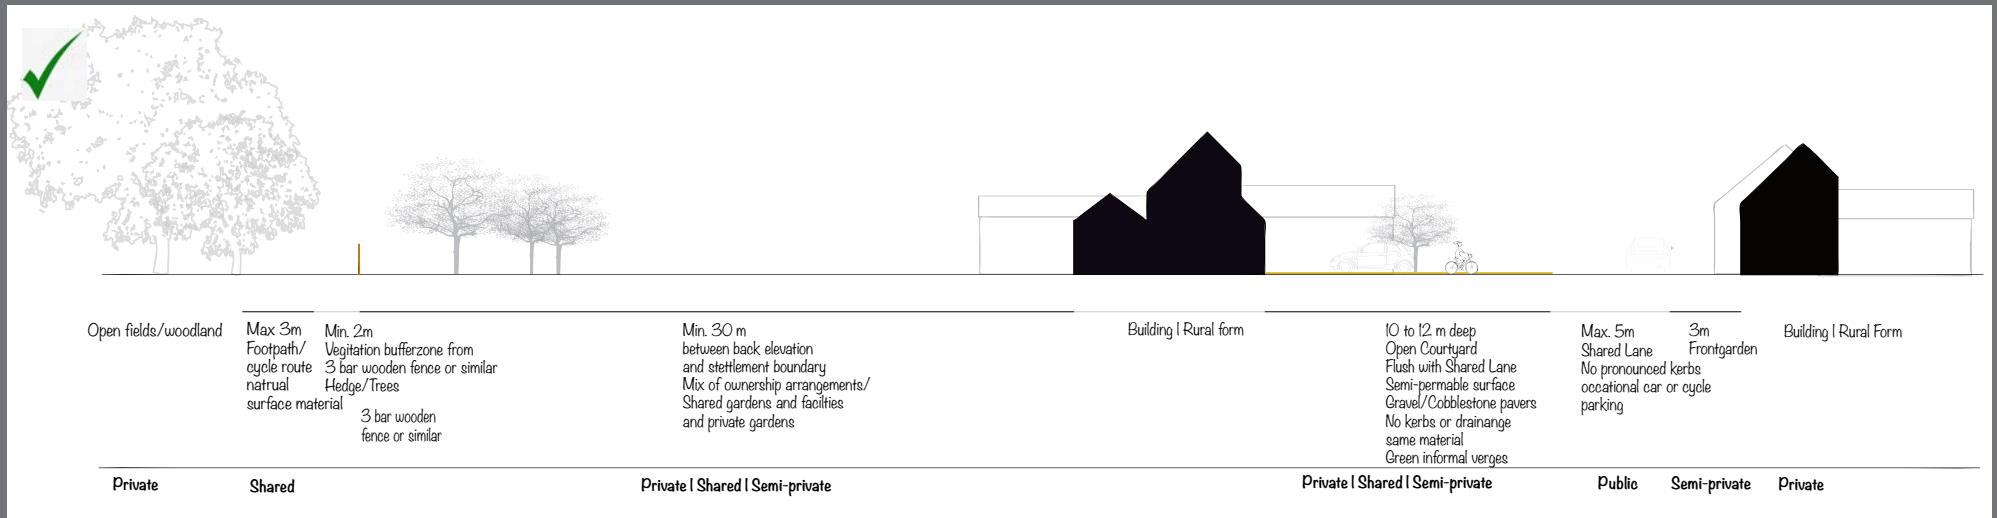 Open fields/woodland
Max 3m
Footpath/
cycle route
natrual
surface material
Min. 2m
Vegitation bufferzone from
3 bar wooden fence or similar
Hedge/Trees
3 bar wooden
fence or similar
Min. 30 m
between back elevation
and stettlement boundary
Mix of ownership arrangements/
Shared gardens and facilties
and private gardens
Building | Rural form
10 to 12 m deep
Open Courtyard
Flush with Shared Lane
Semi-permable surface
Gravel/Cobblestone pavers
No kerbs or drainange
same material
Green informal verges
Max. 5m
Shared Lane
No pronounced kerbs
occational car or cycle
parking
3m
Frontgarden
Building | Rural Form
Private
Shared
Private | Shared | Semi-private
Private | Shared | Semi-private
Public
Semi-private
Private